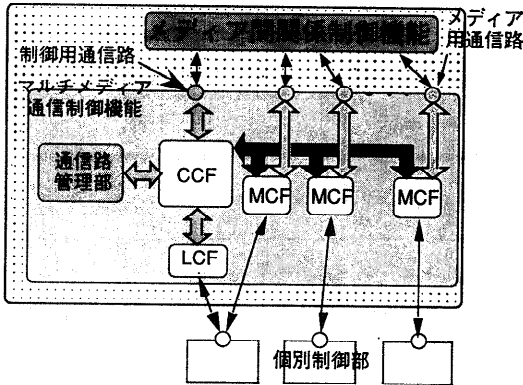 メディア間関係制御機能
メディア
用通信路
制御用通信路
マルチメディア
通信制御機能
通信路
管理部
CCF
MCF
MCF
MCF
LCF
個別制御部